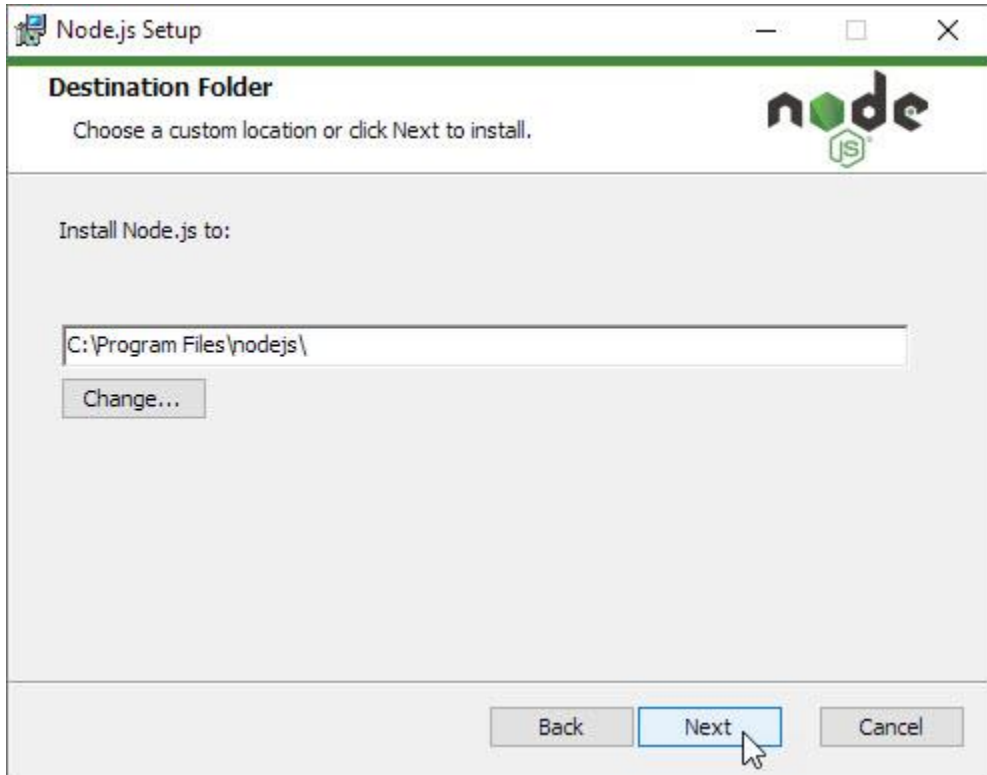 Node.js Setup
Destination Folder
Choose a custom location or click Next to install.
node
JS
Install Node.js to:
C:\Program Files\nodejs\
Change...
Back
Next
Cancel